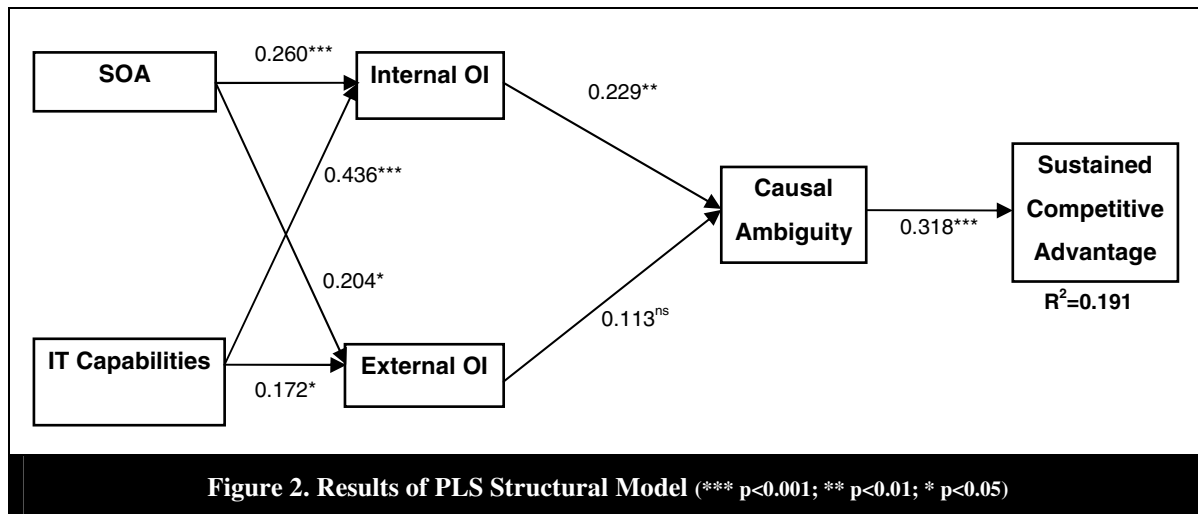 SOA
0.260***
Internal OI
0.229**
0.436***
Causal
Ambiguity
0.318***
Sustained
Competitive
Advantage
R²=0.191
0.204*
0.113ⁿˢ
IT Capabilities
0.172*
External OI
Figure 2. Results of PLS Structural Model (*** p<0.001; ** p<0.01; * p<0.05)